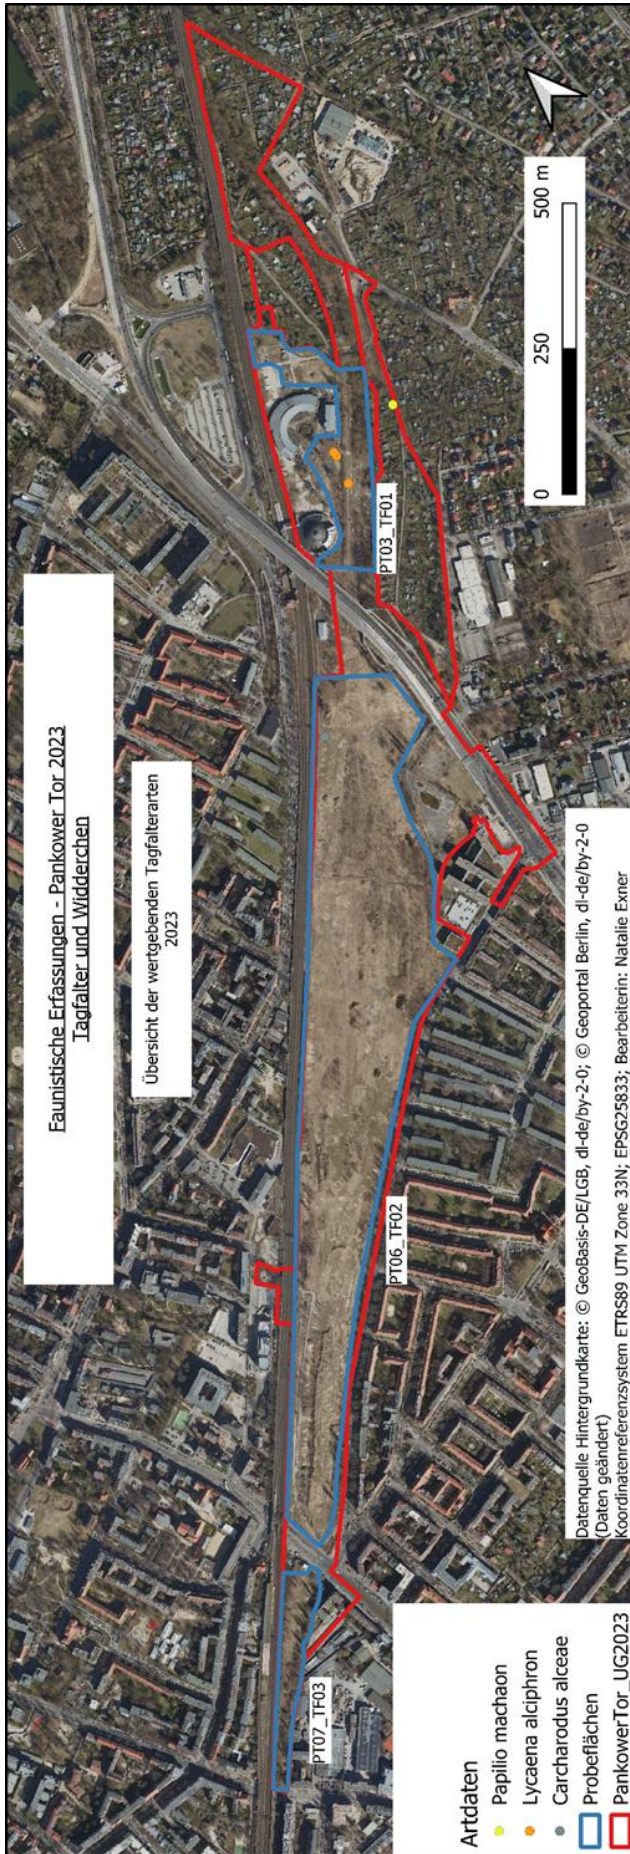 Faunistische Erfassungen - Pankower Tor 2023
Tagfalter und Widderchen
Übersicht der wertgebenden Tagfalterarten
2023
PT07_TF03
PT06_TF02
PT03_TF01
0 250 500 m
Artdaten
Papilio machaon
Lycaena alciphron
Carcharodus alceae
Probeflächen
PankowerTor_UG2023
Datenquelle Hintergrundkarte: © GeoBasis-DE/LGB, dl-de/by-2-0; © Geoportal Berlin, dl-de/by-2-0
(Daten geändert)
Koordinatenreferenzsystem ETRS89 UTM Zone 33N; EPSG25833; Bearbeiterin: Natalie Exner